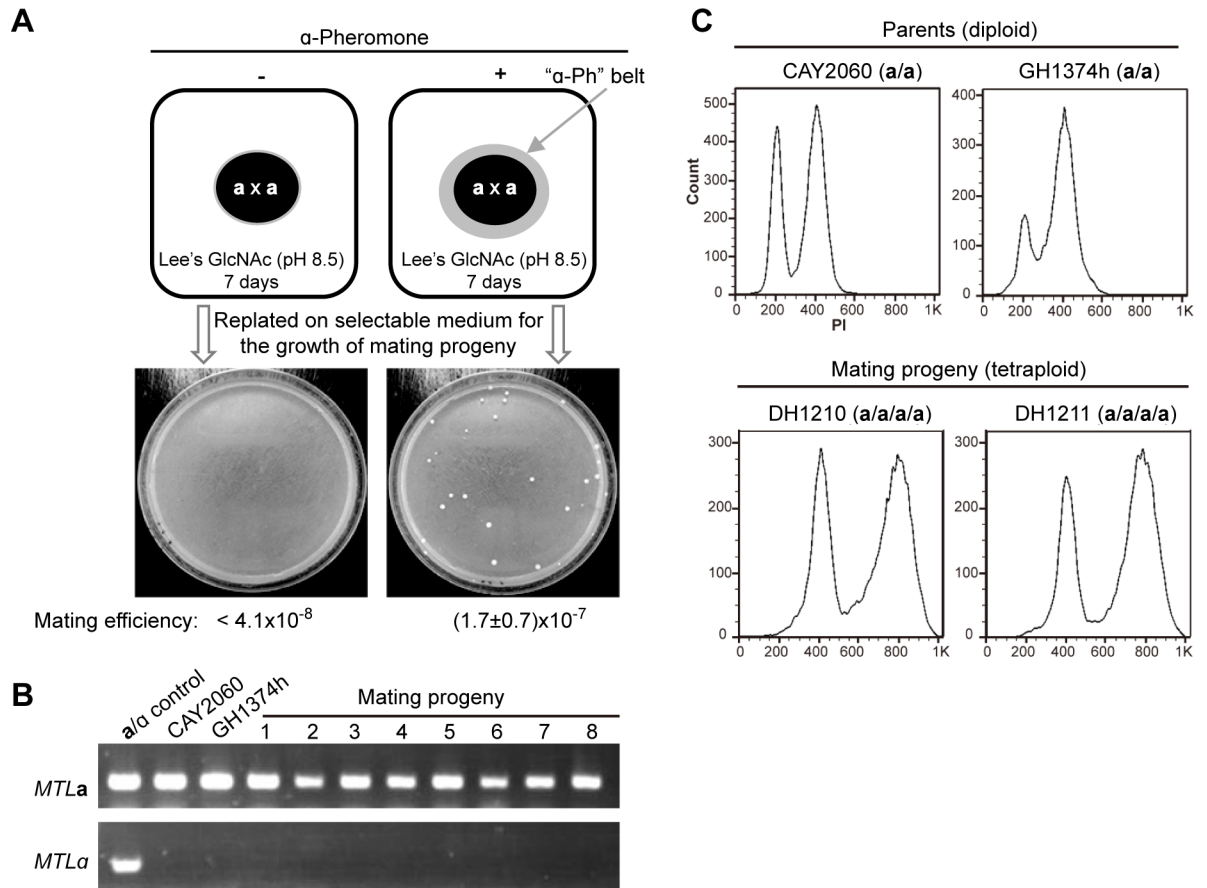 A
α-Pheromone
-
+
"α-Ph" belt
a x a
a x a
Lee's GlcNAc (pH 8.5)
7 days
Lee's GlcNAc (pH 8.5)
7 days
Replated on selectable medium for
the growth of mating progeny
Mating efficiency: < 4.1x10⁻⁸ (1.7±0.7)x10⁻⁷
B
a/α control
CAY2060
GH1374h
Mating progeny
1 2 3 4 5 6 7 8
MTLa
MTLα
C
Parents (diploid)
CAY2060 (a/a)
GH1374h (a/a)
500
400
300
200
100
0
Count
0 200 400 600 800 1K
PI
400
300
200
100
0
0 200 400 600 800 1K
Mating progeny (tetraploid)
DH1210 (a/a/a/a)
DH1211 (a/a/a/a)
300
200
100
0
0 200 400 600 800 1K
300
200
100
0
0 200 400 600 800 1K